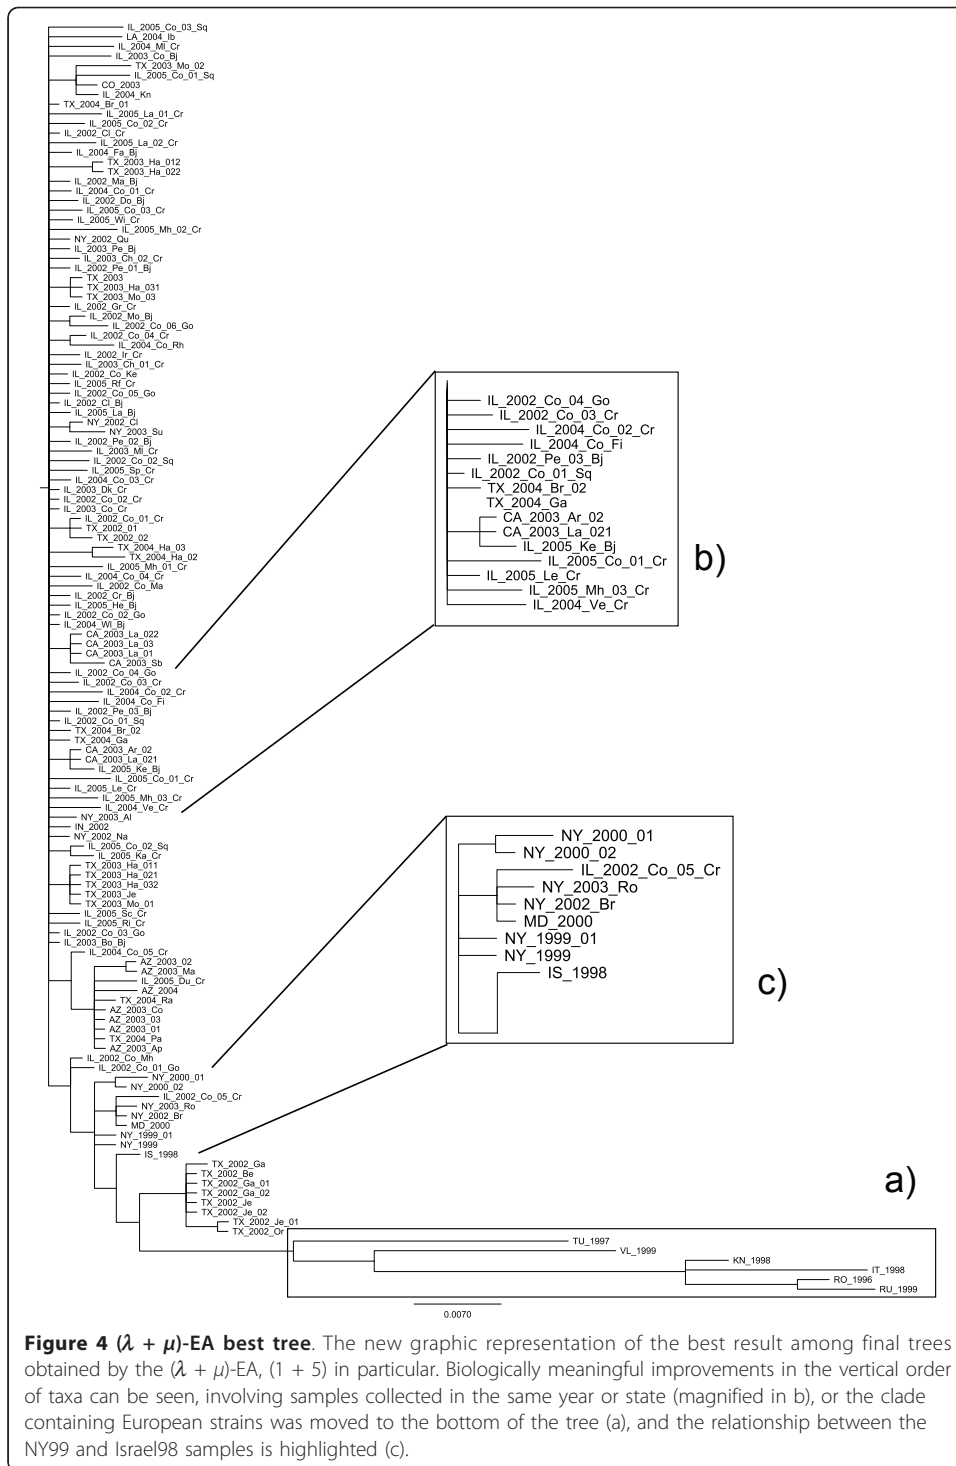 IL_2005_Co_03_Sq
LA_2004_Ib
IL_2004_Ml_Cr
IL_2003_Co_Bj
TX_2003_Mo_02
IL_2005_Co_01_Sq
CO_2003
IL_2004_Kn
TX_2004_Br_01
IL_2005_La_01_Cr
IL_2005_Co_02_Cr
IL_2002_Cl_Cr
IL_2005_La_02_Cr
IL_2004_Fa_Bj
TX_2003_Ha_012
TX_2003_Ha_022
IL_2002_Ma_Bj
IL_2004_Co_01_Cr
IL_2002_Do_Bj
IL_2005_Co_03_Cr
IL_2005_Wi_Cr
IL_2005_Mh_02_Cr
NY_2002_Qu
IL_2003_Pe_Bj
IL_2003_Ch_02_Cr
IL_2002_Pe_01_Bj
TX_2003
TX_2003_Ha_031
TX_2003_Mo_03
IL_2002_Gr_Cr
IL_2002_Mo_Bj
IL_2002_Co_06_Go
IL_2002_Co_04_Cr
IL_2004_Co_Rh
IL_2002_Ir_Cr
IL_2003_Ch_01_Cr
IL_2002_Co_Ke
IL_2005_Rf_Cr
IL_2002_Co_05_Go
IL_2002_Cl_Bj
IL_2005_La_Bj
NY_2002_Cl
NY_2003_Su
IL_2002_Pe_02_Bj
IL_2003_Ml_Cr
IL_2002_Co_02_Sq
IL_2005_Sp_Cr
IL_2004_Co_03_Cr
IL_2003_Dk_Cr
IL_2002_Co_02_Cr
IL_2003_Co_Cr
IL_2002_Co_01_Cr
TX_2002_01
TX_2002_02
TX_2004_Ha_03
TX_2004_Ha_02
IL_2005_Mh_01_Cr
IL_2004_Co_04_Cr
IL_2002_Co_Ma
IL_2002_Cr_Bj
IL_2005_He_Bj
IL_2002_Co_02_Go
IL_2004_Wl_Bj
CA_2003_La_022
CA_2003_La_03
CA_2003_La_01
CA_2003_Sb
IL_2002_Co_04_Go
IL_2002_Co_03_Cr
IL_2004_Co_02_Cr
IL_2004_Co_Fi
IL_2002_Pe_03_Bj
IL_2002_Co_01_Sq
TX_2004_Br_02
TX_2004_Ga
CA_2003_Ar_02
CA_2003_La_021
IL_2005_Ke_Bj
IL_2005_Co_01_Cr
IL_2005_Le_Cr
IL_2005_Mh_03_Cr
IL_2004_Ve_Cr
NY_2003_Al
IN_2002
NY_2002_Na
IL_2005_Co_02_Sq
IL_2005_Ka_Cr
TX_2003_Ha_011
TX_2003_Ha_021
TX_2003_Ha_032
TX_2003_Je
TX_2003_Mo_01
IL_2005_Sc_Cr
IL_2005_Ri_Cr
IL_2002_Co_03_Go
IL_2003_Bo_Bj
IL_2004_Co_05_Cr
AZ_2003_02
AZ_2003_Ma
IL_2005_Du_Cr
AZ_2004
TX_2004_Ra
AZ_2003_Co
AZ_2003_03
AZ_2003_01
TX_2004_Pa
AZ_2003_Ap
IL_2002_Co_Mh
IL_2002_Co_01_Go
NY_2000_01
NY_2000_02
IL_2002_Co_05_Cr
NY_2003_Ro
NY_2002_Br
MD_2000
NY_1999_01
NY_1999
IS_1998
TX_2002_Ga
TX_2002_Be
TX_2002_Ga_01
TX_2002_Ga_02
TX_2002_Je
TX_2002_Je_02
TX_2002_Je_01
TX_2002_Or
TU_1997
VL_1999
KN_1998
IT_1998
RO_1996
RU_1999
0.0070
IL_2002_Co_04_Go
IL_2002_Co_03_Cr
IL_2004_Co_02_Cr
IL_2004_Co_Fi
IL_2002_Pe_03_Bj
IL_2002_Co_01_Sq
TX_2004_Br_02
TX_2004_Ga
CA_2003_Ar_02
CA_2003_La_021
IL_2005_Ke_Bj
IL_2005_Co_01_Cr
IL_2005_Le_Cr
IL_2005_Mh_03_Cr
IL_2004_Ve_Cr
b)
NY_2000_01
NY_2000_02
IL_2002_Co_05_Cr
NY_2003_Ro
NY_2002_Br
MD_2000
NY_1999_01
NY_1999
IS_1998
c)
a)
Figure 4 (λ + μ)-EA best tree. The new graphic representation of the best result among final trees
obtained by the (λ + μ)-EA, (1 + 5) in particular. Biologically meaningful improvements in the vertical order
of taxa can be seen, involving samples collected in the same year or state (magnified in b), or the clade
containing European strains was moved to the bottom of the tree (a), and the relationship between the
NY99 and Israel98 samples is highlighted (c).